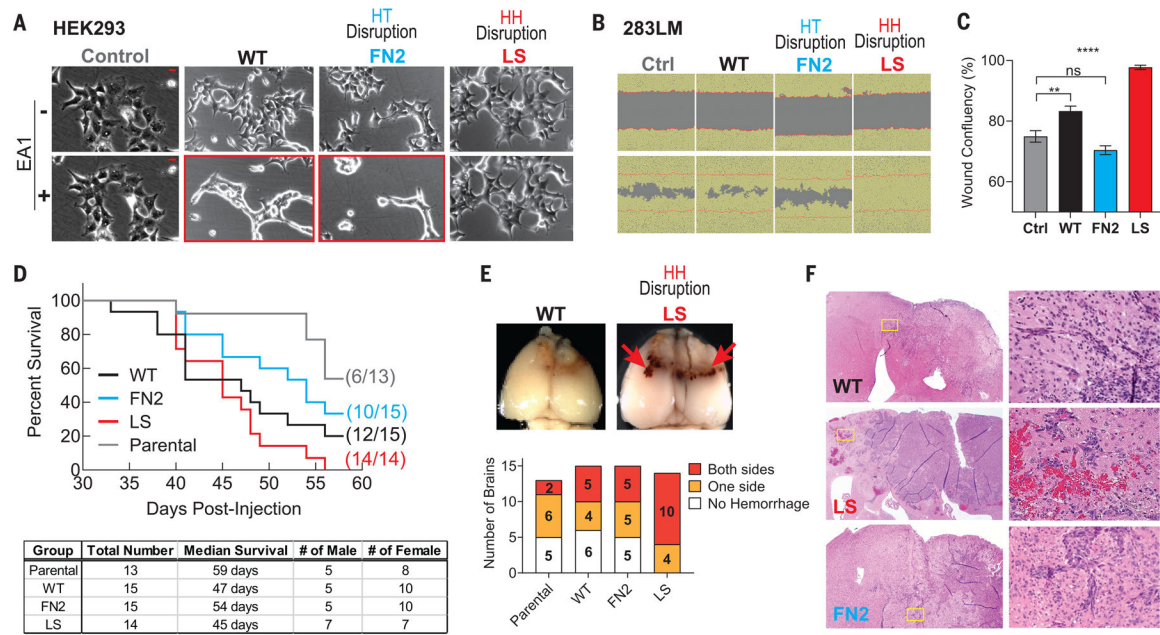 A
HEK293
HT
Disruption
HH
Disruption
Control
WT
FN2
LS
EA1
-
+
B
283LM
HT
Disruption
HH
Disruption
Ctrl
WT
FN2
LS
C
Wound Confluency (%)
100
80
60
****
ns
**
Ctrl
WT
FN2
LS
D
Percent Survival
100
80
60
40
20
0
WT
FN2
LS
Parental
(6/13)
(10/15)
(12/15)
(14/14)
30 40 50 60 70 80 90
Days Post-Injection
Group Total Number Median Survival # of Male # of Female
Parental 13 59 days 5 8
WT 15 47 days 5 10
FN2 15 54 days 5 10
LS 14 45 days 7 7
E
HH
Disruption
WT
LS
Number of Brains
15
10
5
0
2
6
5
5
4
6
5
5
5
10
4
Both sides
One side
No Hemorrhage
Parental
WT
FN2
LS
F
WT
LS
FN2